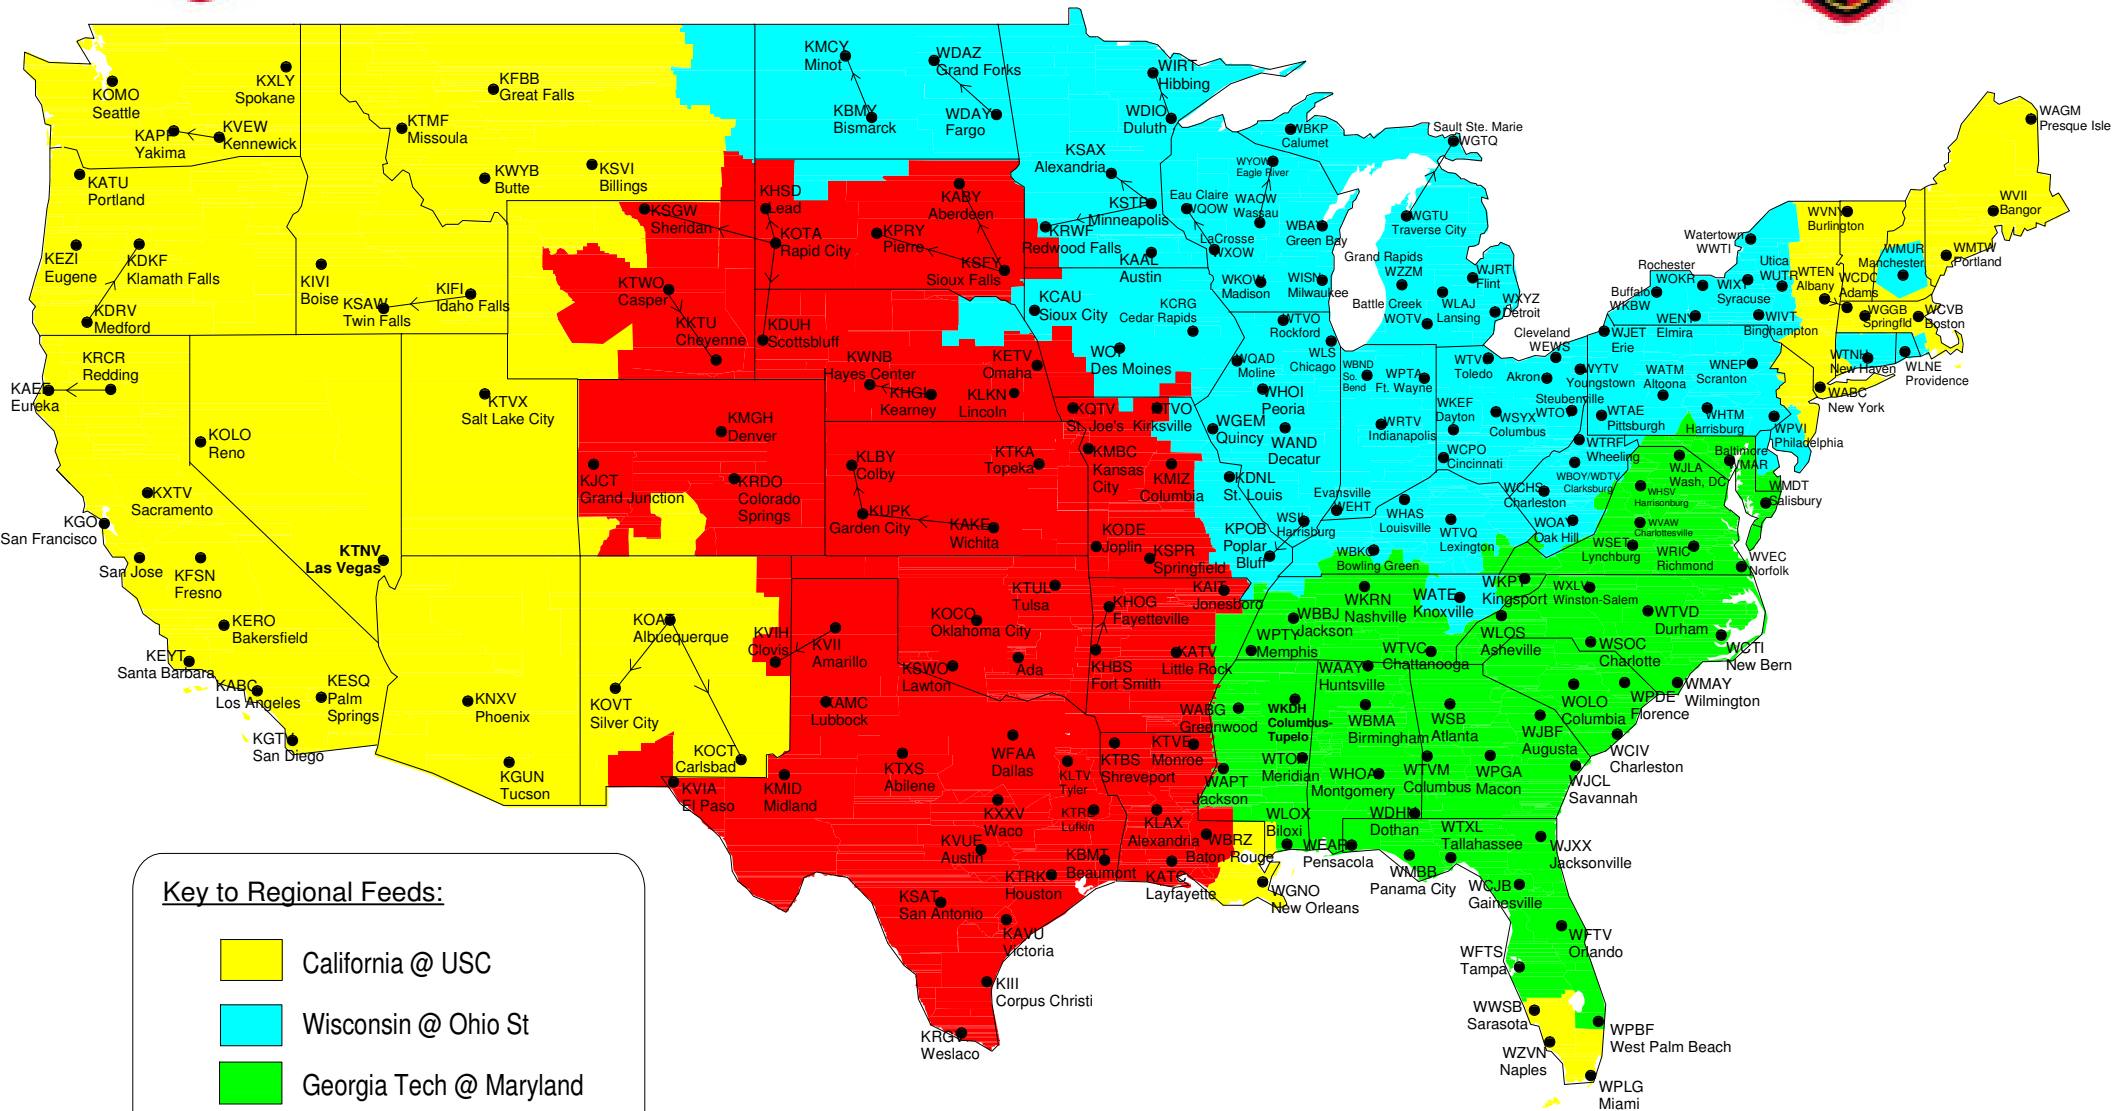 KOMO
Seattle
KXLY
Spokane
KAPP
Yakima
KVEW
Kennewick
KATU
Portland
KEZI
Eugene
KDKF
Klamath Falls
KDRV
Medford
KFBB
Great Falls
KTMF
Missoula
KWYB
Butte
KSVI
Billings
KIVI
Boise
KSAW
Twin Falls
KIFI
Idaho Falls
KRCR
Redding
KAEF
Eureka
KOLO
Reno
KTVX
Salt Lake City
KXTV
Sacramento
KGO
San Francisco
San Jose
KFSN
Fresno
KTNV
Las Vegas
KERO
Bakersfield
KEYT
Santa Barbara
KABC
Los Angeles
KESQ
Palm
Springs
KGTV
San Diego
KNXV
Phoenix
KGUN
Tucson
KOAT
Albuequerque
KOVT
Silver City
KOCT
Carlsbad
KVIH
Clovis
KVII
Amarillo
KMCY
Minot
WDAZ
Grand Forks
KBMY
Bismarck
WDAY
Fargo
KHSD
Lead
KABY
Aberdeen
KSGW
Sheridan
KOTA
Rapid City
KPRY
Pierre
KSFY
Sioux Falls
KTWO
Casper
KKTU
Cheyenne
KDUH
Scottsbluff
KWNB
Hayes Center
KETV
Omaha
KHGI
Kearney
KLKN
Lincoln
KMGH
Denver
KJCT
Grand Junction
KRDO
Colorado
Springs
KLBY
Colby
KTKA
Topeka
KUPK
Garden City
KAKE
Wichita
KQTV
St. Joe's
KTVO
Kirksville
KMBC
Kansas
City
KMIZ
Columbia
KODE
Joplin
KSPR
Springfield
KTUL
Tulsa
KOCO
Oklahoma City
KSWO
Lawton
Ada
KHOG
Fayetteville
KHBS
Fort Smith
KAIT
Jonesboro
KATV
Little Rock
KAMC
Lubbock
WFAA
Dallas
KTXS
Abilene
KVIA
El Paso
KMID
Midland
KXXV
Waco
KLTV
Tyler
KTRE
Lufkin
KTBS
Shreveport
KTVE
Monroe
KLAX
Alexandria
WBRZ
Baton Rouge
KVUE
Austin
KBMT
Beaumont
KTRK
Houston
KATC
Layfayette
WGNO
New Orleans
KSAT
San Antonio
KAVU
Victoria
KIII
Corpus Christi
KRGV
Weslaco
WIRT
Hibbing
WDIO
Duluth
KSAX
Alexandria
KSTP
Minneapolis
KRWF
Redwood Falls
KAAL
Austin
KCAU
Sioux City
KCRG
Cedar Rapids
WOI
Des Moines
WBKP
Calumet
Sault Ste. Marie
WGTQ
WYOW
Eagle River
Eau Claire
WQOW
WAOW
Wassau
WBAY
Green Bay
LaCrosse
WXOW
WKOW
Madison
WISN
Milwaukee
WGTU
Traverse City
Grand Rapids
WZZM
WJRT
Flint
Battle Creek
WOTV
WLAJ
Lansing
WXYZ
Detroit
WTVO
Rockford
WLS
Chicago
WQAD
Moline
WHOI
Peoria
WGEM
Quincy
WAND
Decatur
KDNL
St. Louis
WSIL
Harrisburg
KPOB
Poplar
Bluff
WBND
So.
Bend
WPTA
Ft. Wayne
WRTV
Indianapolis
Evansville
WEHT
WTVG
Toledo
Cleveland
WEWS
Akron
WYTV
Youngstown
Steubenville
WTOV
WKEF
Dayton
WSYX
Columbus
WCPO
Cincinnati
WTRF
Wheeling
WBOY/WDTV
Clarksburg
WCHS
Charleston
WOAY
Oak Hill
WHAS
Louisville
WTVQ
Lexington
WBKO
Bowling Green
WAGM
Presque Isle
WVII
Bangor
WMTW
Portland
WVNY
Burlington
WMUR
Manchester
Watertown
WWTI
Utica
WUTR
WTEN
Albany
WCDC
Adams
WGGB
Springfld
WCVB
Boston
Rochester
WOKR
WIXT
Syracuse
Buffalo
WKBW
WENY
Elmira
WIVT
Binghampton
WTNH
New Haven
WLNE
Providence
WJET
Erie
WNEP
Scranton
WATM
Altoona
WABC
New York
WTAE
Pittsburgh
WHTM
Harrisburg
WPVI
Philadelphia
Baltimore
WMAR
WJLA
Wash, DC
WMDT
Salisbury
WHSV
Harrisonburg
WVAW
Charlottesville
WSET
Lynchburg
WRIC
Richmond
WVEC
Norfolk
WKRN
Nashville
WATE
Knoxville
WKPT
Kingsport
WXLV
Winston-Salem
WTVD
Durham
WBBJ
Jackson
WPTY
Memphis
WTVC
Chattanooga
WLOS
Asheville
WSOC
Charlotte
WCTI
New Bern
WAAY
Huntsville
WABG
Greenwood
WKDH
Columbus-
Tupelo
WBMA
Birmingham
WSB
Atlanta
WOLO
Columbia
WPDE
Florence
WMAY
Wilmington
WJBF
Augusta
WCIV
Charleston
WAPT
Jackson
WTOK
Meridian
WHOA
Montgomery
WTVM
Columbus
WPGA
Macon
WJCL
Savannah
WLOX
Biloxi
WDHN
Dothan
WEAR
Pensacola
WTXL
Tallahassee
WMBB
Panama City
WJXX
Jacksonville
WCJB
Gainesville
WFTV
Orlando
WFTS
Tampa
WWSB
Sarasota
WPBF
West Palm Beach
WZVN
Naples
WPLG
Miami
Key to Regional Feeds:
California @ USC
Wisconsin @ Ohio St
Georgia Tech @ Maryland